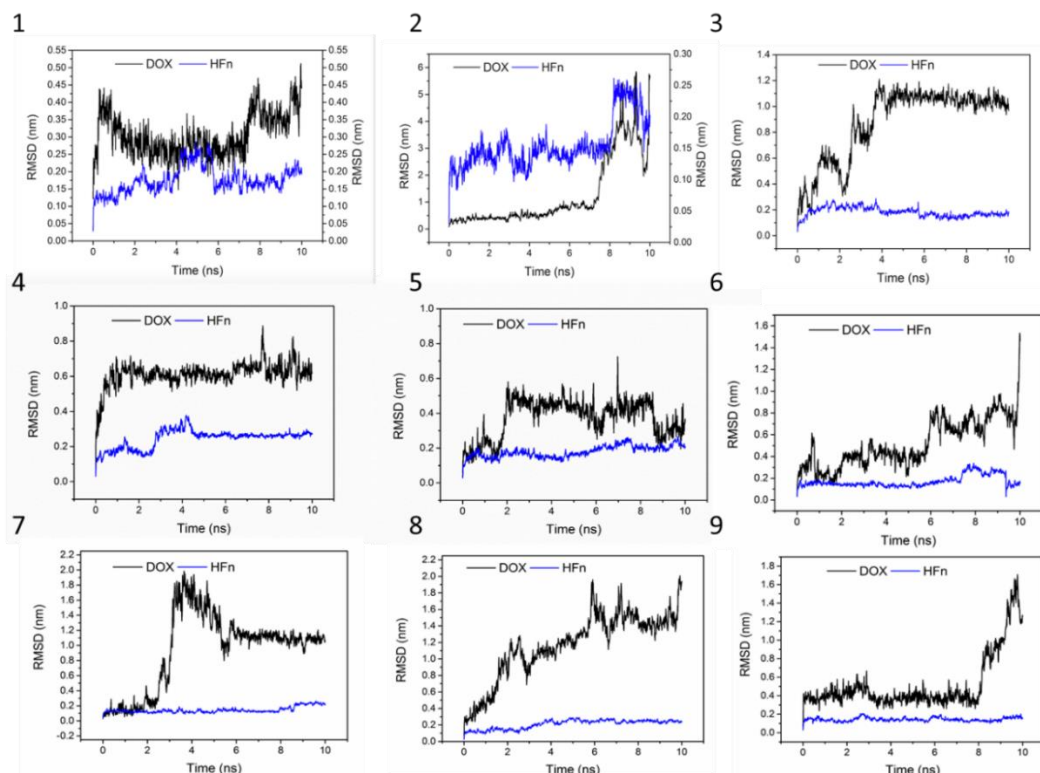 1
DOX HFn
RMSD (nm)
0.55
0.50
0.45
0.40
0.35
0.30
0.25
0.20
0.15
0.10
0.05
0.00
0.55
0.50
0.45
0.40
0.35
0.30
0.25
0.20
0.15
0.10
0.05
0.00
RMSD (nm)
0 2 4 6 8 10
Time (ns)
2
DOX HFn
RMSD (nm)
6
5
4
3
2
1
0
0.30
0.25
0.20
0.15
0.10
0.05
0.00
RMSD (nm)
0 2 4 6 8 10
Time (ns)
3
DOX HFn
RMSD (nm)
1.4
1.2
1.0
0.8
0.6
0.4
0.2
0.0
0 2 4 6 8 10
Time (ns)
4
DOX HFn
RMSD (nm)
1.0
0.8
0.6
0.4
0.2
0.0
0 2 4 6 8 10
Time (ns)
5
DOX HFn
RMSD (nm)
1.0
0.8
0.6
0.4
0.2
0.0
0 2 4 6 8 10
Time (ns)
6
DOX HFn
RMSD (nm)
1.6
1.4
1.2
1.0
0.8
0.6
0.4
0.2
0.0
0 2 4 6 8 10
Time (ns)
7
DOX HFn
RMSD (nm)
2.2
2.0
1.8
1.6
1.4
1.2
1.0
0.8
0.6
0.4
0.2
0.0
-0.2
0 2 4 6 8 10
Time (ns)
8
DOX HFn
RMSD (nm)
2.2
2.0
1.8
1.6
1.4
1.2
1.0
0.8
0.6
0.4
0.2
0.0
0 2 4 6 8 10
Time (ns)
9
DOX HFn
RMSD (nm)
1.8
1.6
1.4
1.2
1.0
0.8
0.6
0.4
0.2
0.0
0 2 4 6 8 10
Time (ns)